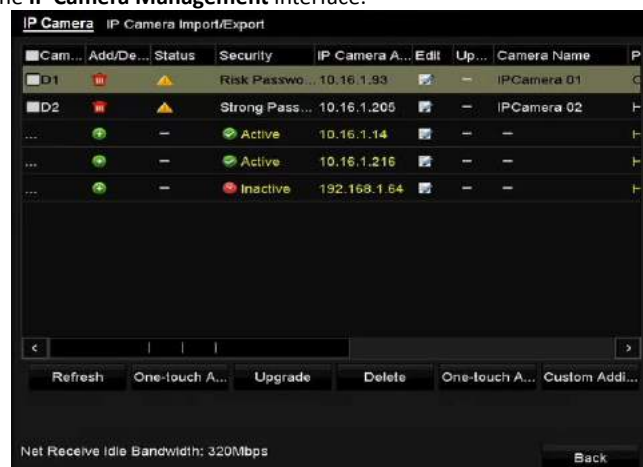 ne IP Camera Management interface.
IP Camera IP Camera Import/Export
Cam... Add/De... Status Security IP Camera A... Edit Up... Camera Name P
D1 Risk Passwo... 10.16.1.93 – IPCamera 01
D2 Strong Pass... 10.16.1.205 – IPCamera 02
... – Active 10.16.1.14 – –
... – Active 10.16.1.216 – –
... – Inactive 192.168.1.64 – –
Refresh One-touch A... Upgrade Delete One-touch A... Custom Addi...
Net Receive Idle Bandwidth: 320Mbps Back